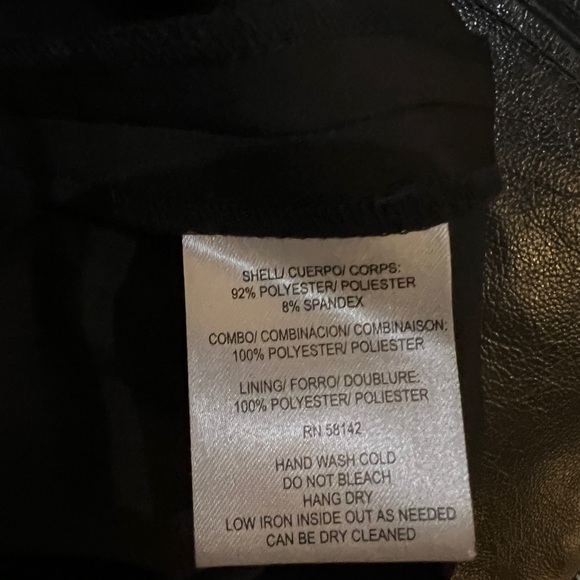 SHELL/ CUERPO/ CORPS:
92% POLYESTER/ POLIESTER
8% SPANDEX
COMBO/ COMBINACION/ COMBINAISON:
100% POLYESTER/ POLIESTER
LINING/ FORRO/ DOUBLURE:
100% POLYESTER/ POLIESTER
RN 58142
HAND WASH COLD
DO NOT BLEACH
HANG DRY
LOW IRON INSIDE OUT AS NEEDED
CAN BE DRY CLEANED